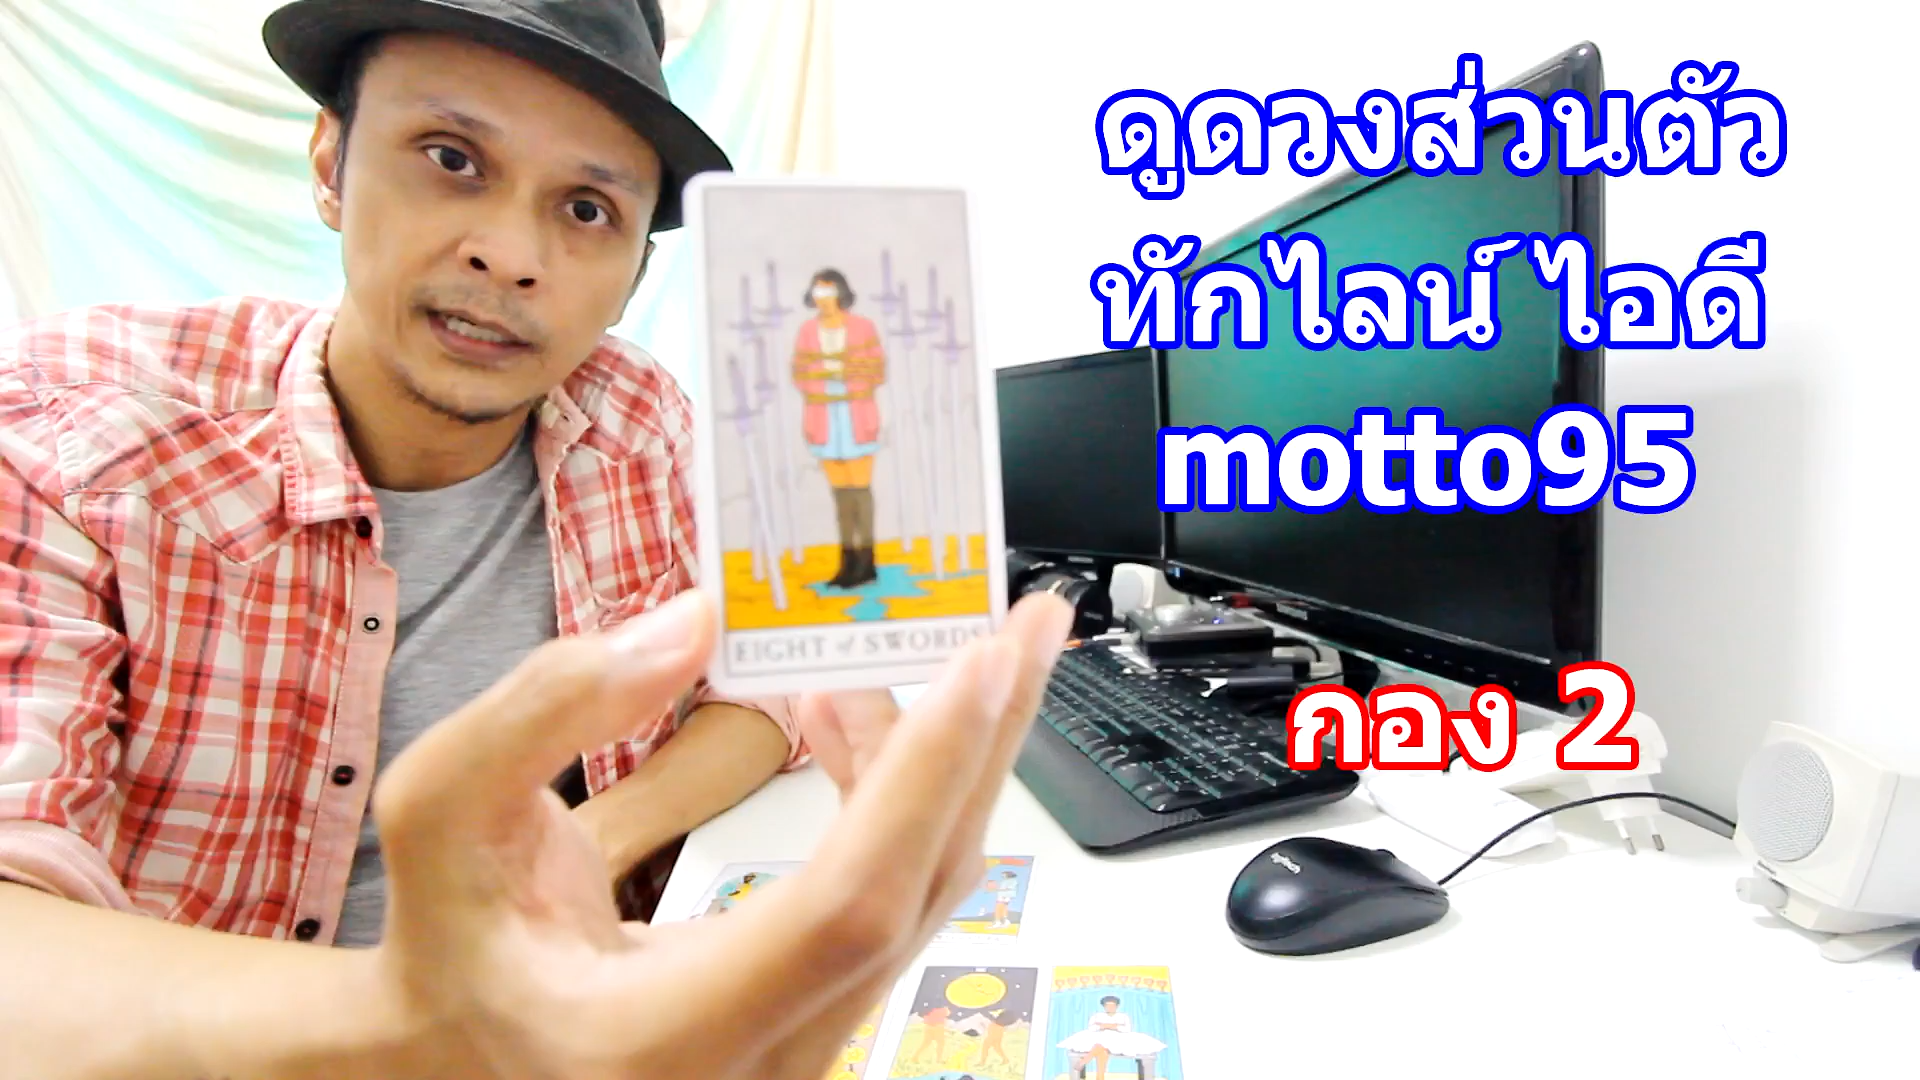 ดูดวงส่วนตัว
ทักไลน์ ไอดี
motto95
EIGHT of SWORDS
กอง 2
logitech